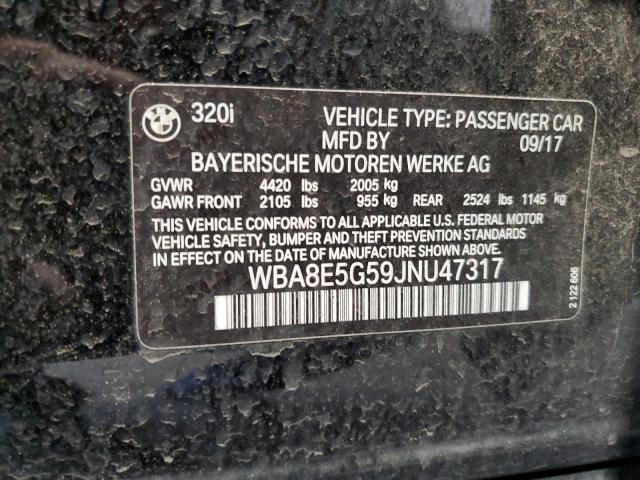 320i VEHICLE TYPE: PASSENGER CAR
MFD BY 09/17
BAYERISCHE MOTOREN WERKE AG
GVWR 4420 lbs 2005 kg
GAWR FRONT 2105 lbs 955 kg REAR 2524 lbs 1145 kg
THIS VEHICLE CONFORMS TO ALL APPLICABLE U.S. FEDERAL MOTOR
VEHICLE SAFETY, BUMPER AND THEFT PREVENTION STANDARDS
IN EFFECT ON THE DATE OF MANUFACTURE SHOWN ABOVE.
WBA8E5G59JNU47317
2 122 606